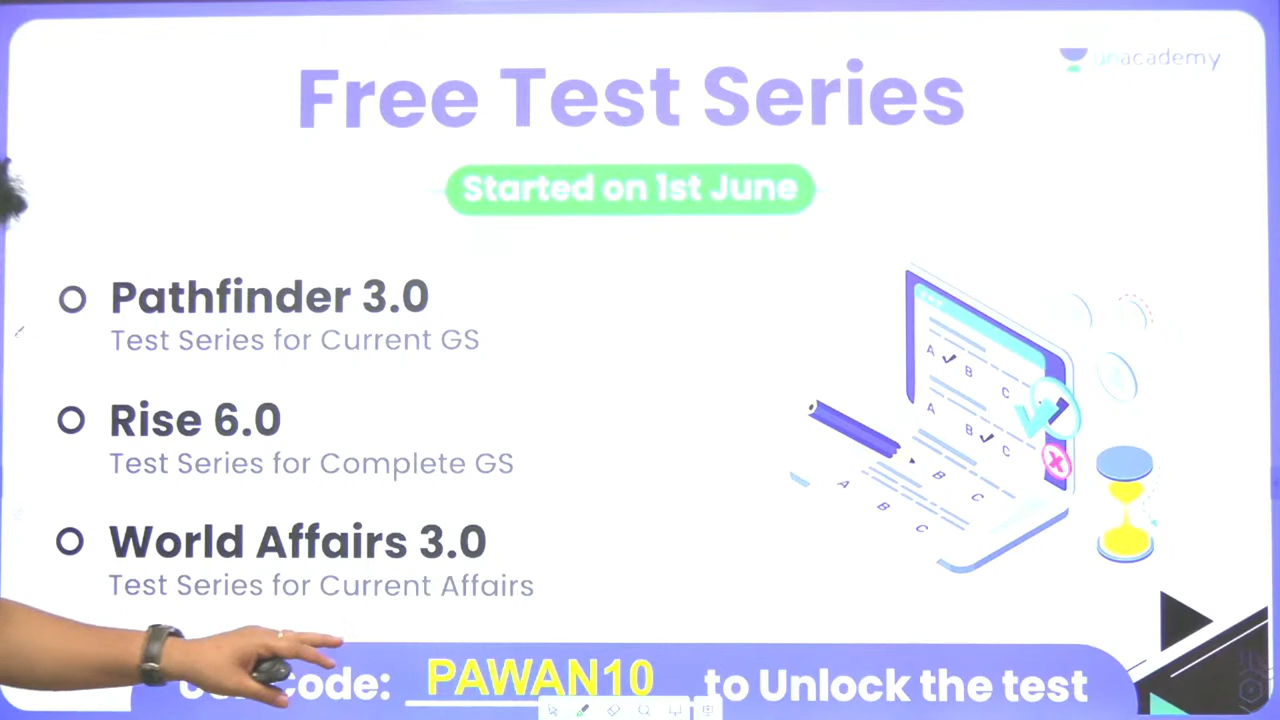 unacademy
Free Test Series
Started on 1st June
Pathfinder 3.0
Test Series for Current GS
Rise 6.0
Test Series for Complete GS
World Affairs 3.0
Test Series for Current Affairs
Code: PAWAN10 to Unlock the test
A B C
A B C
A B C
B C